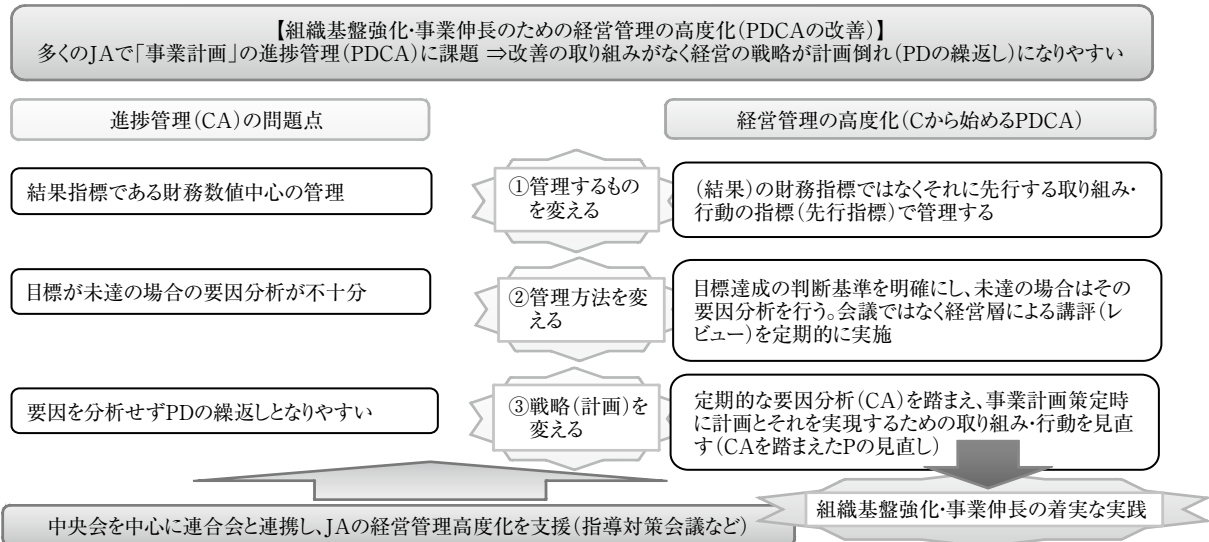 【組織基盤強化・事業伸長のための経営管理の高度化(PDCAの改善)】
多くのJAで「事業計画」の進捗管理(PDCA)に課題 ⇒改善の取り組みがなく経営の戦略が計画倒れ(PDの繰返し)になりやすい
進捗管理(CA)の問題点
経営管理の高度化(Cから始めるPDCA)
結果指標である財務数値中心の管理
①管理するもの
を変える
(結果)の財務指標ではなくそれに先行する取り組み・
行動の指標(先行指標)で管理する
目標が未達の場合の要因分析が不十分
②管理方法を変
える
目標達成の判断基準を明確にし、未達の場合はその
要因分析を行う。会議ではなく経営層による講評(レ
ビュー)を定期的に実施
要因を分析せずPDの繰返しとなりやすい
③戦略(計画)を
変える
定期的な要因分析(CA)を踏まえ、事業計画策定時
に計画とそれを実現するための取り組み・行動を見直
す(CAを踏まえたPの見直し)
中央会を中心に連合会と連携し、JAの経営管理高度化を支援(指導対策会議など)
組織基盤強化・事業伸長の着実な実践